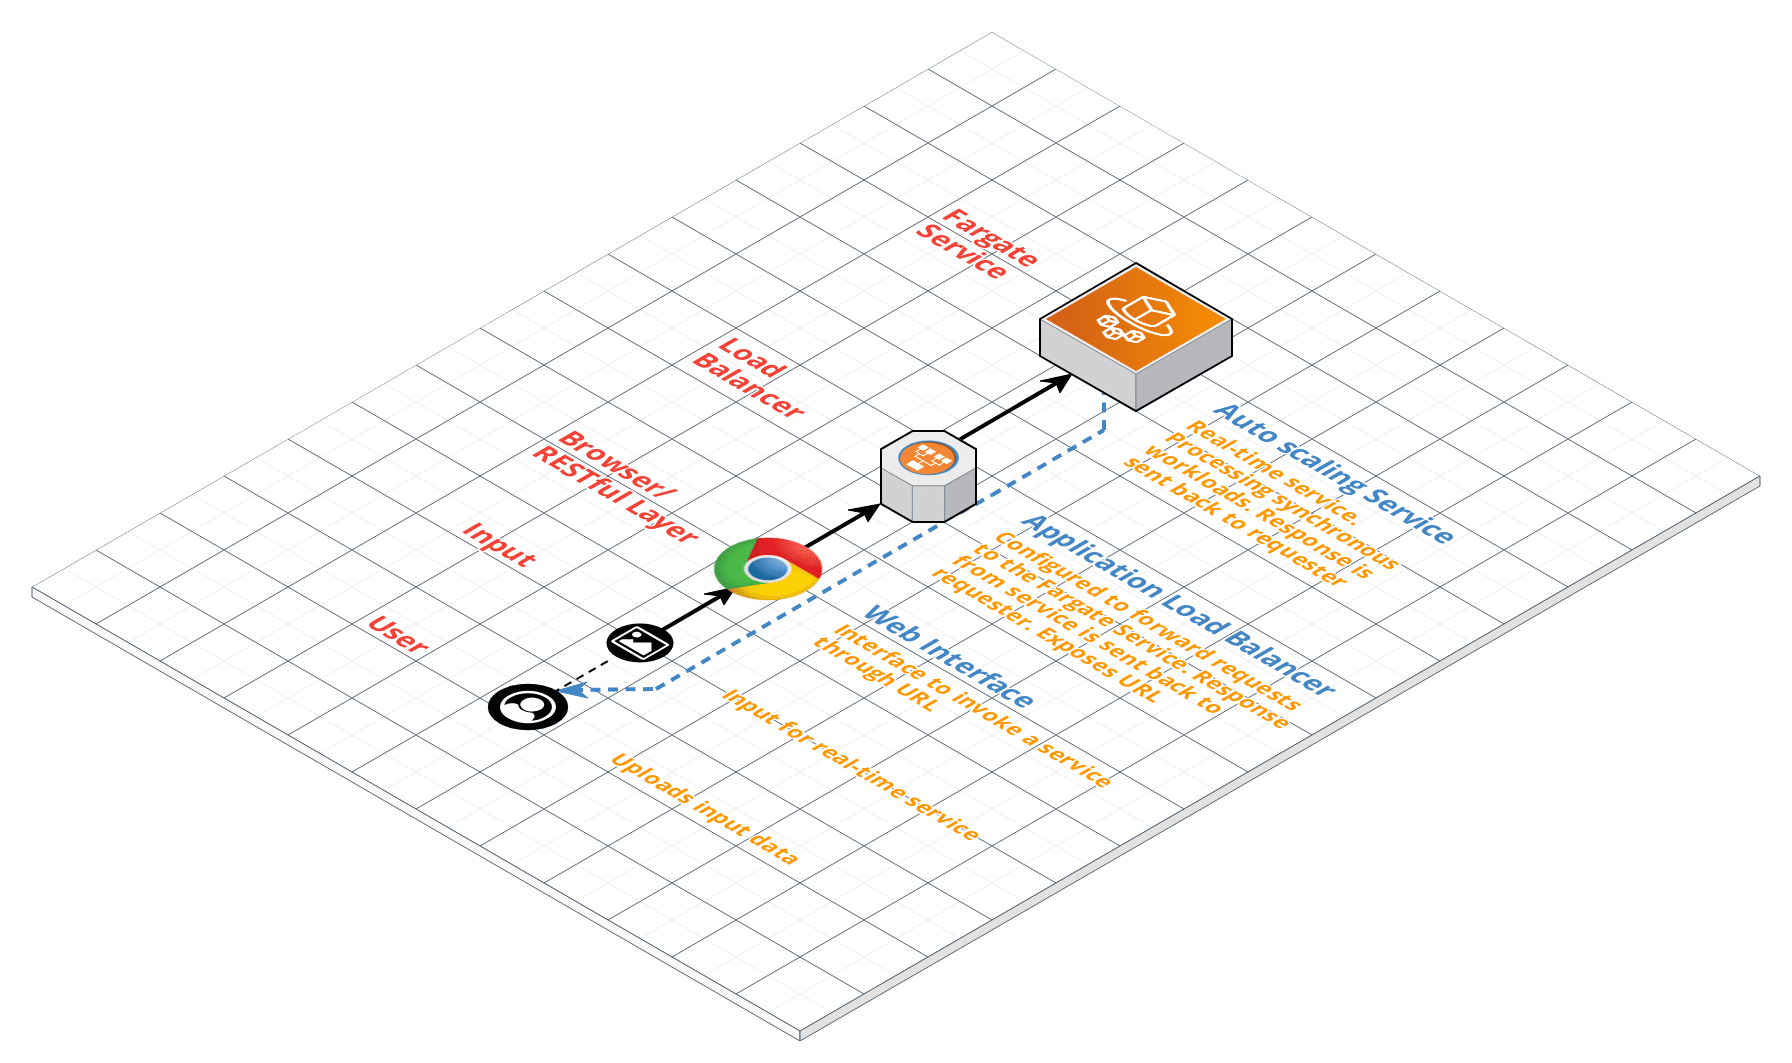 Fargate
Service
Load
Balancer
Browser/
RESTful Layer
Input
User
Auto scaling Service
Real-time service.
Processing synchronous
workloads. Response is
sent back to requester
Application Load Balancer
Configured to forward requests
to the Fargate Service. Response
from service is sent back to
requester. Exposes URL
Web Interface
Interface to invoke a service
through URL
Input for real-time service
Uploads input data